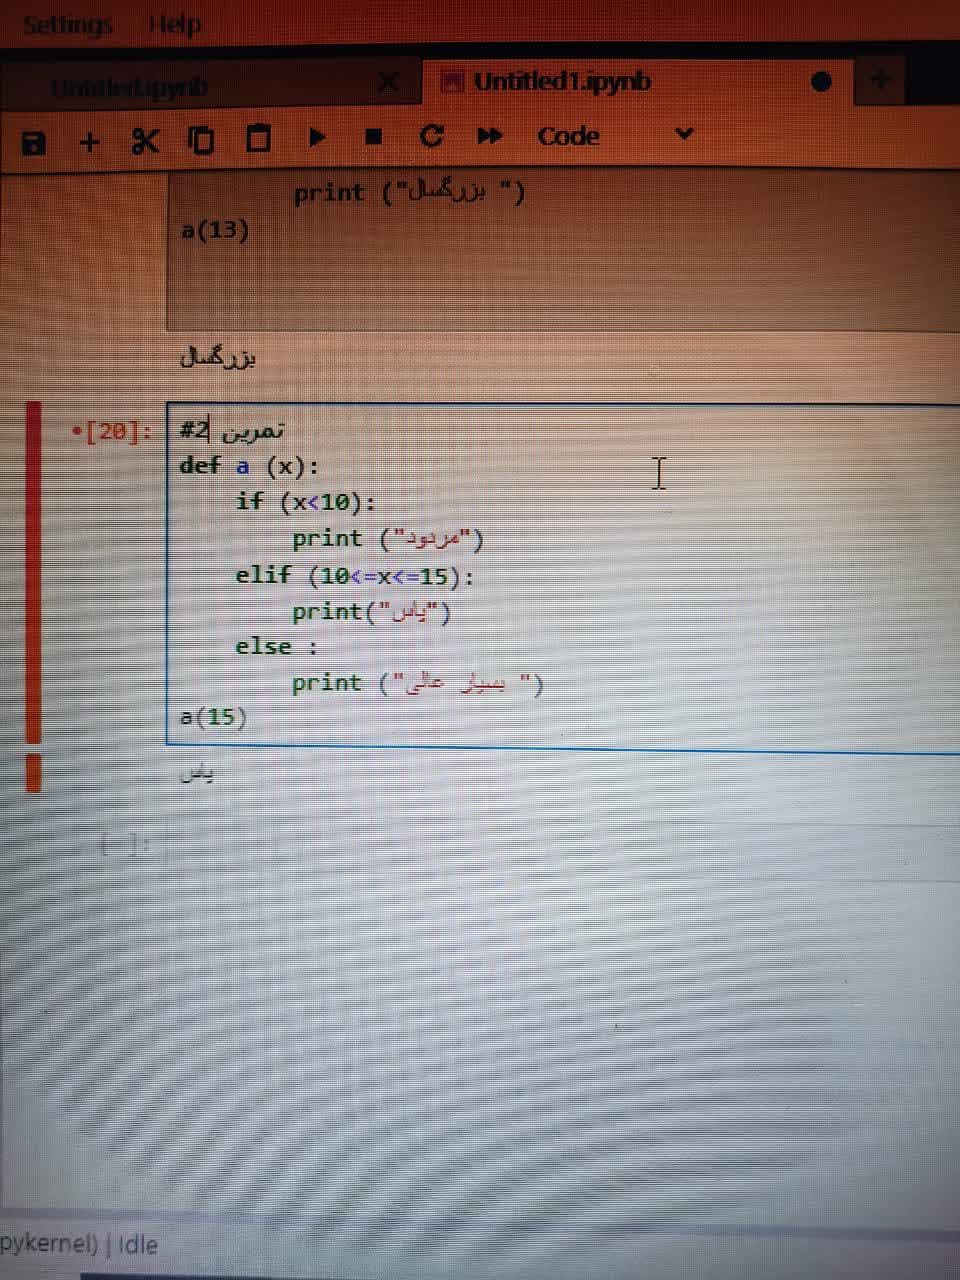 Settings Help
Untitled.ipynb
Untitled1.ipynb
Code
print ("بزرگسال ")
a(13)
بزرگسال
[20]:
#2 تمرین
def a (x):
if (x<10):
print ("مردود")
elif (10<=x<=15):
print("پاس")
else :
print ("بسیار عالی ")
a(15)
پاس
[ ]:
pykernel) | Idle